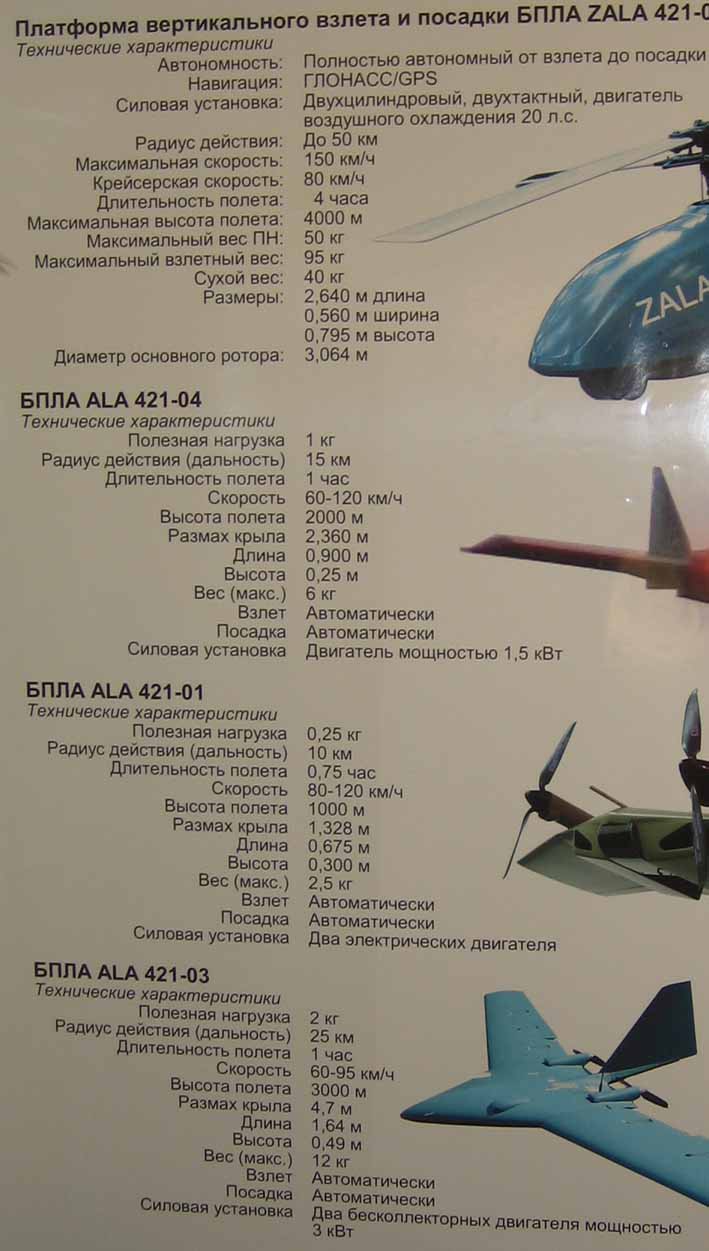 Платформа вертикального взлета и посадки БПЛА ZALA 421-0
Технические характеристики
Автономность: Полностью автономный от взлета до посадки
Навигация: ГЛОНАСС/GPS
Силовая установка: Двухцилиндровый, двухтактный, двигатель
воздушного охлаждения 20 л.с.
Радиус действия: До 50 км
Максимальная скорость: 150 км/ч
Крейсерская скорость: 80 км/ч
Длительность полета: 4 часа
Максимальная высота полета: 4000 м
Максимальный вес ПН: 50 кг
Максимальный взлетный вес: 95 кг
Сухой вес: 40 кг
Размеры: 2,640 м длина
0,560 м ширина
0,795 м высота
Диаметр основного ротора: 3,064 м
ZALA
БПЛА ALA 421-04
Технические характеристики
Полезная нагрузка 1 кг
Радиус действия (дальность) 15 км
Длительность полета 1 час
Скорость 60-120 км/ч
Высота полета 2000 м
Размах крыла 2,360 м
Длина 0,900 м
Высота 0,25 м
Вес (макс.) 6 кг
Взлет Автоматически
Посадка Автоматически
Силовая установка Двигатель мощностью 1,5 кВт
БПЛА ALA 421-01
Технические характеристики
Полезная нагрузка 0,25 кг
Радиус действия (дальность) 10 км
Длительность полета 0,75 час
Скорость 80-120 км/ч
Высота полета 1000 м
Размах крыла 1,328 м
Длина 0,675 м
Высота 0,300 м
Вес (макс.) 2,5 кг
Взлет Автоматически
Посадка Автоматически
Силовая установка Два электрических двигателя
БПЛА ALA 421-03
Технические характеристики
Полезная нагрузка 2 кг
Радиус действия (дальность) 25 км
Длительность полета 1 час
Скорость 60-95 км/ч
Высота полета 3000 м
Размах крыла 4,7 м
Длина 1,64 м
Высота 0,49 м
Вес (макс.) 12 кг
Взлет Автоматически
Посадка Автоматически
Силовая установка Два бесколлекторных двигателя мощностью
3 кВт